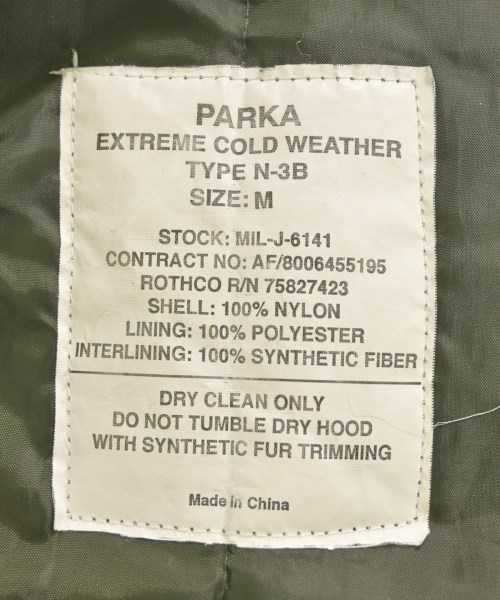 PARKA
EXTREME COLD WEATHER
TYPE N-3B
SIZE: M
STOCK: MIL-J-6141
CONTRACT NO: AF/8006455195
ROTHCO R/N 75827423
SHELL: 100% NYLON
LINING: 100% POLYESTER
INTERLINING: 100% SYNTHETIC FIBER
DRY CLEAN ONLY
DO NOT TUMBLE DRY HOOD
WITH SYNTHETIC FUR TRIMMING
Made in China